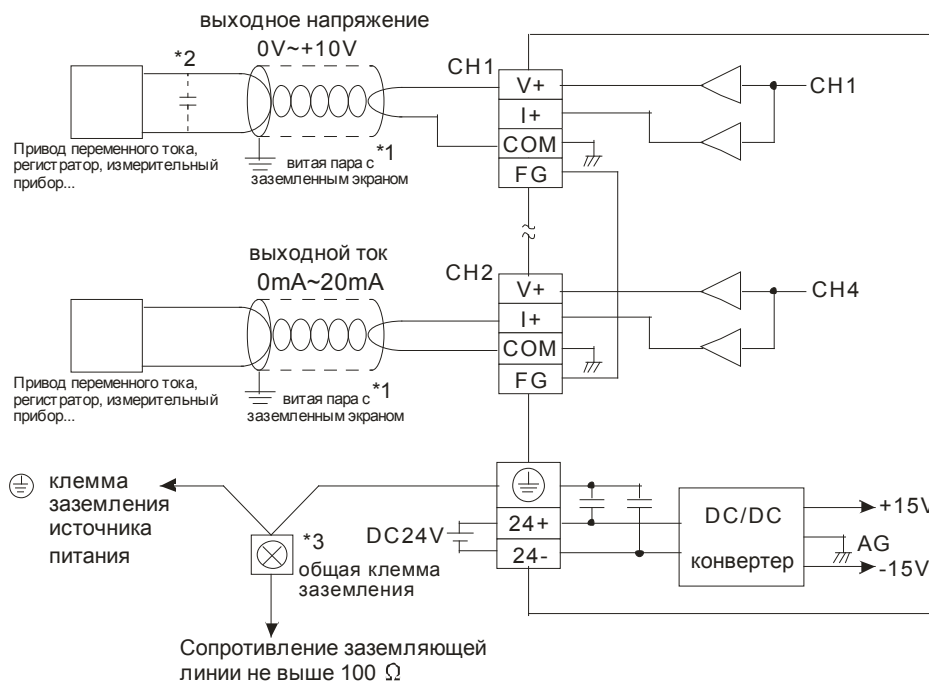 выходное напряжение
0V~+10V
*2
CH1
V+
I+
COM
FG
CH1
Привод переменного тока,
регистратор, измерительный
прибор...
*1
витая пара с
заземленным экраном
выходной ток
0mA~20mA
CH2
V+
I+
COM
FG
CH4
Привод переменного тока,
регистратор, измерительный
прибор...
*1
витая пара с
заземленным экраном
клемма
заземления
источника
питания
*3
общая клемма
заземления
DC24V
24+
24-
DC/DC
конвертер
+15V
AG
-15V
Сопротивление заземляющей
линии не выше 100 Ω